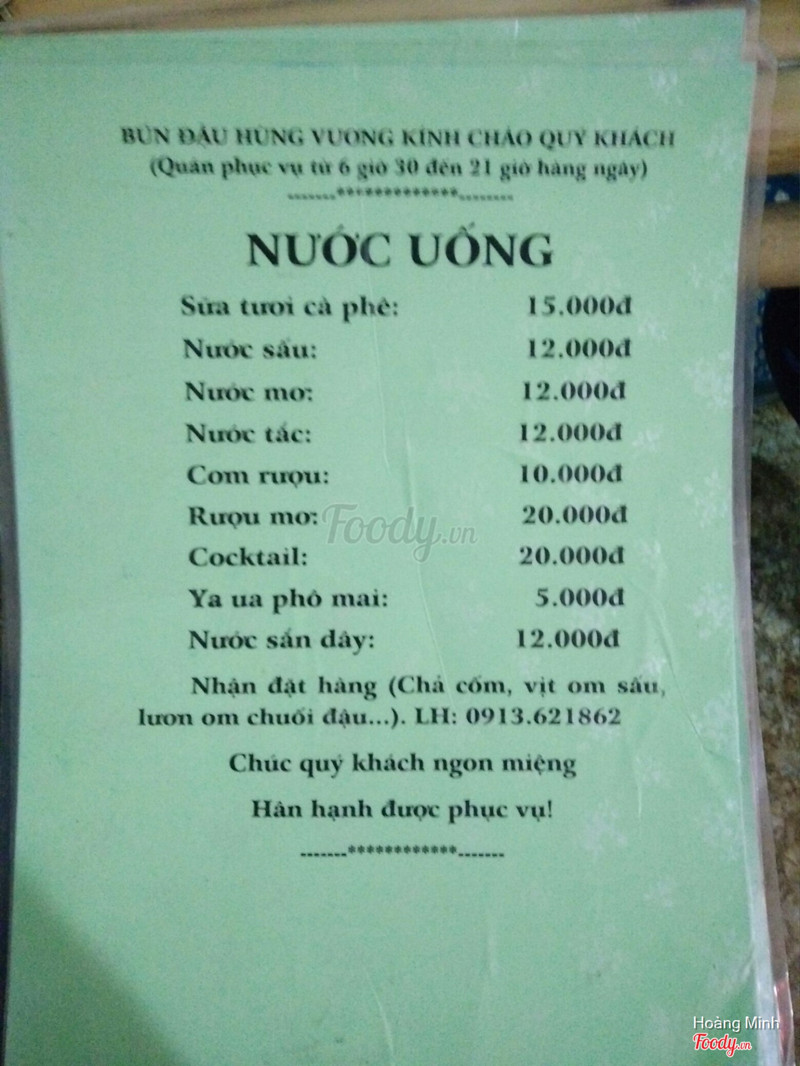 BÚN ĐẬU HÙNG VƯƠNG KÍNH CHÀO QUÝ KHÁCH
(Quán phục vụ từ 6 giờ 30 đến 21 giờ hàng ngày)
-------*************-------
NƯỚC UỐNG
Sữa tươi cà phê: 15.000đ
Nước sấu: 12.000đ
Nước mơ: 12.000đ
Nước tắc: 12.000đ
Cơm rượu: 10.000đ
Rượu mơ: 20.000đ
Cocktail: 20.000đ
Ya ua phô mai: 5.000đ
Nước sắn dây: 12.000đ
Nhận đặt hàng (Chả cốm, vịt om sấu,
lươn om chuối đậu...). LH: 0913.621862
Chúc quý khách ngon miệng
Hân hạnh được phục vụ!
-------************-------
Foody.vn
Hoàng Minh
Foody.vn